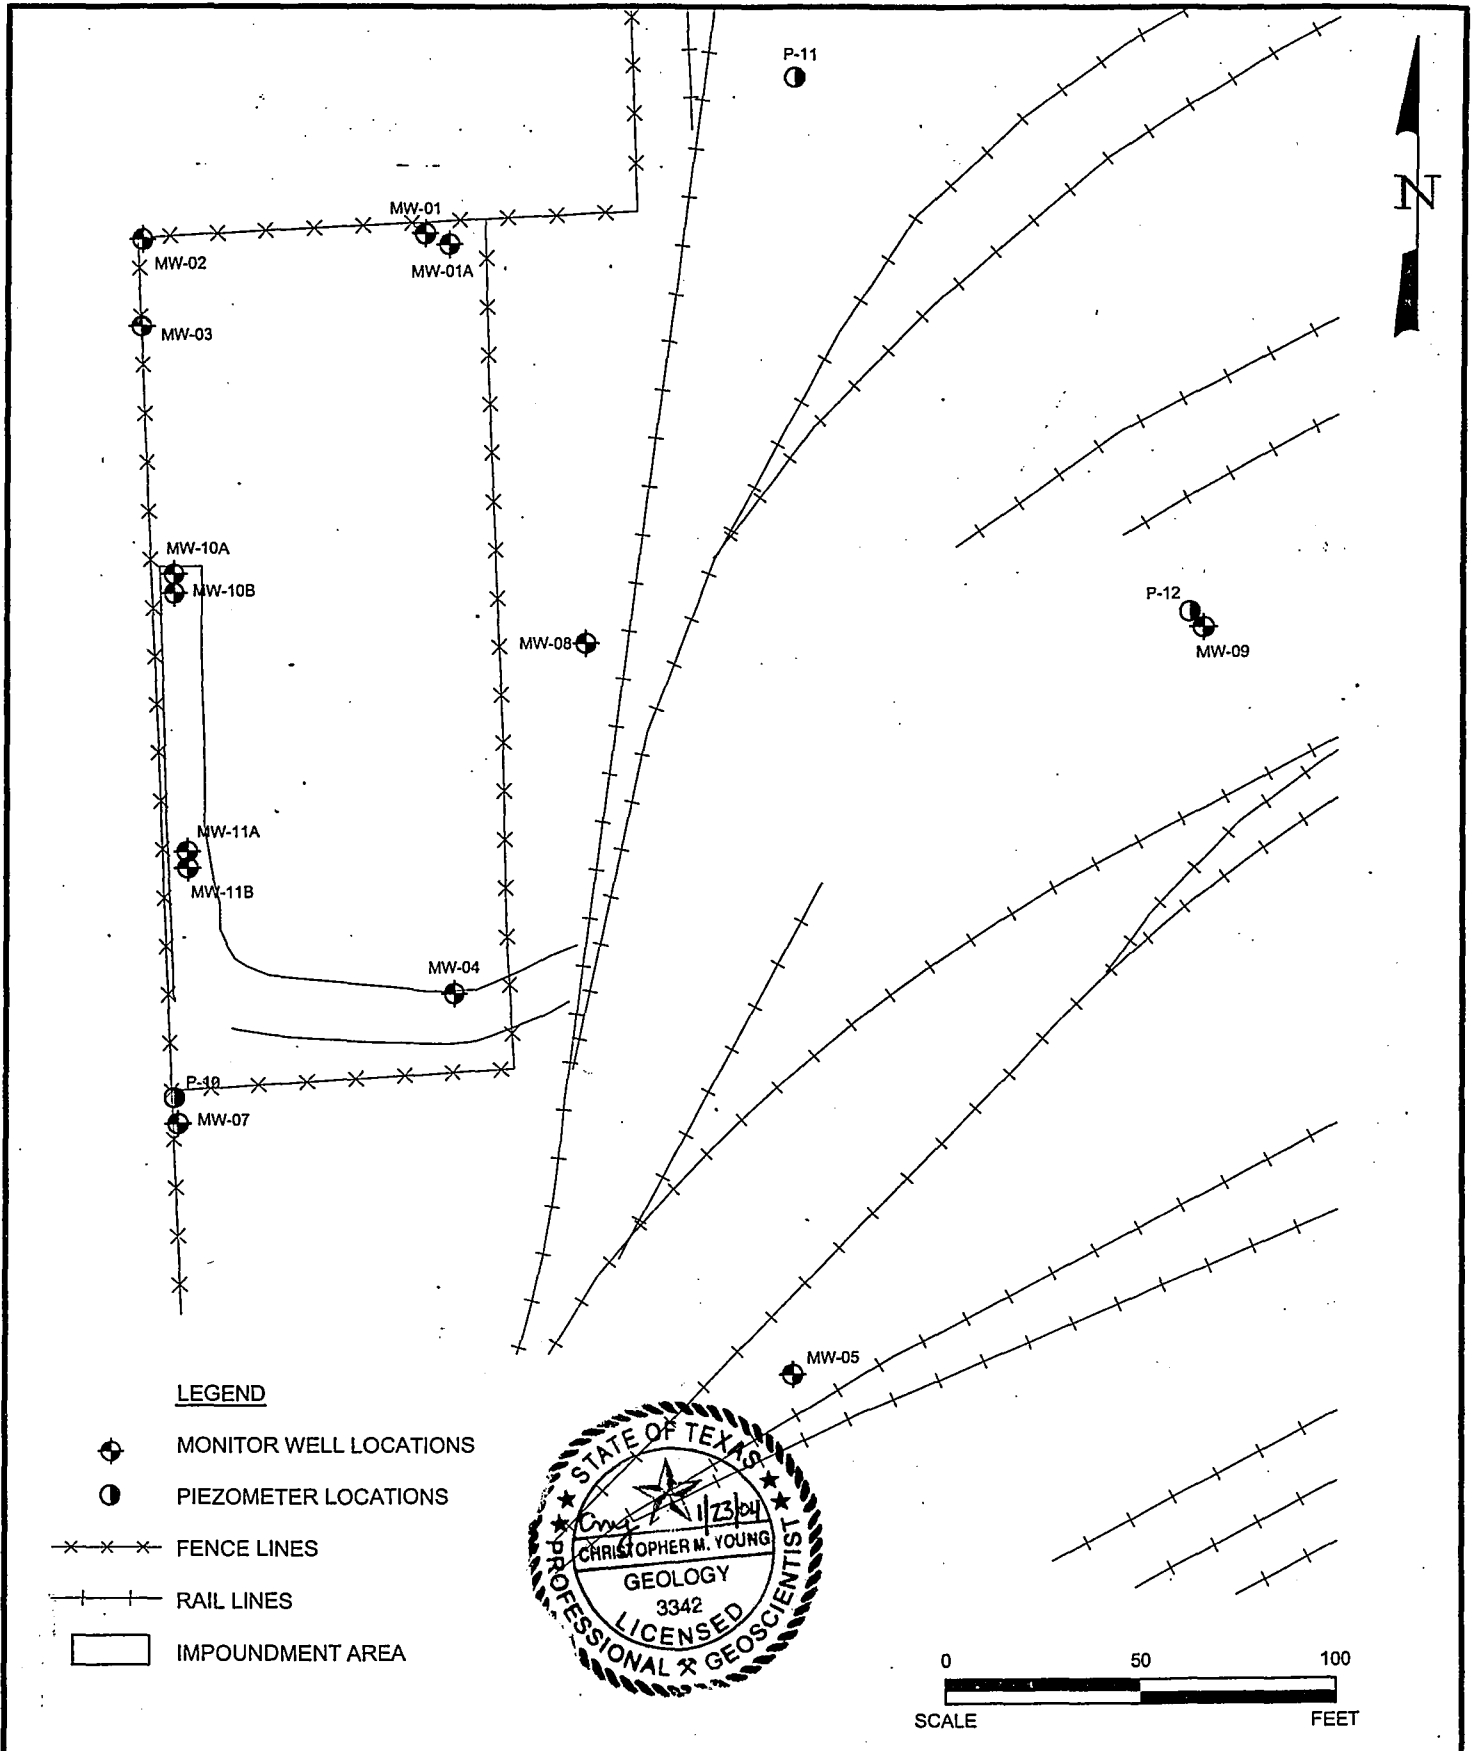 P-11
N
MW-01
MW-02
MW-01A
MW-03
MW-10A
MW-10B
P-12
MW-08
MW-09
MW-11A
MW-11B
MW-04
P-10
MW-07
MW-05
LEGEND
MONITOR WELL LOCATIONS
PIEZOMETER LOCATIONS
FENCE LINES
RAIL LINES
IMPOUNDMENT AREA
STATE OF TEXAS
1/23/04
CHRISTOPHER M. YOUNG
GEOLOGY
3342
LICENSED
PROFESSIONAL GEOSCIENTIST
0 50 100
SCALE FEET